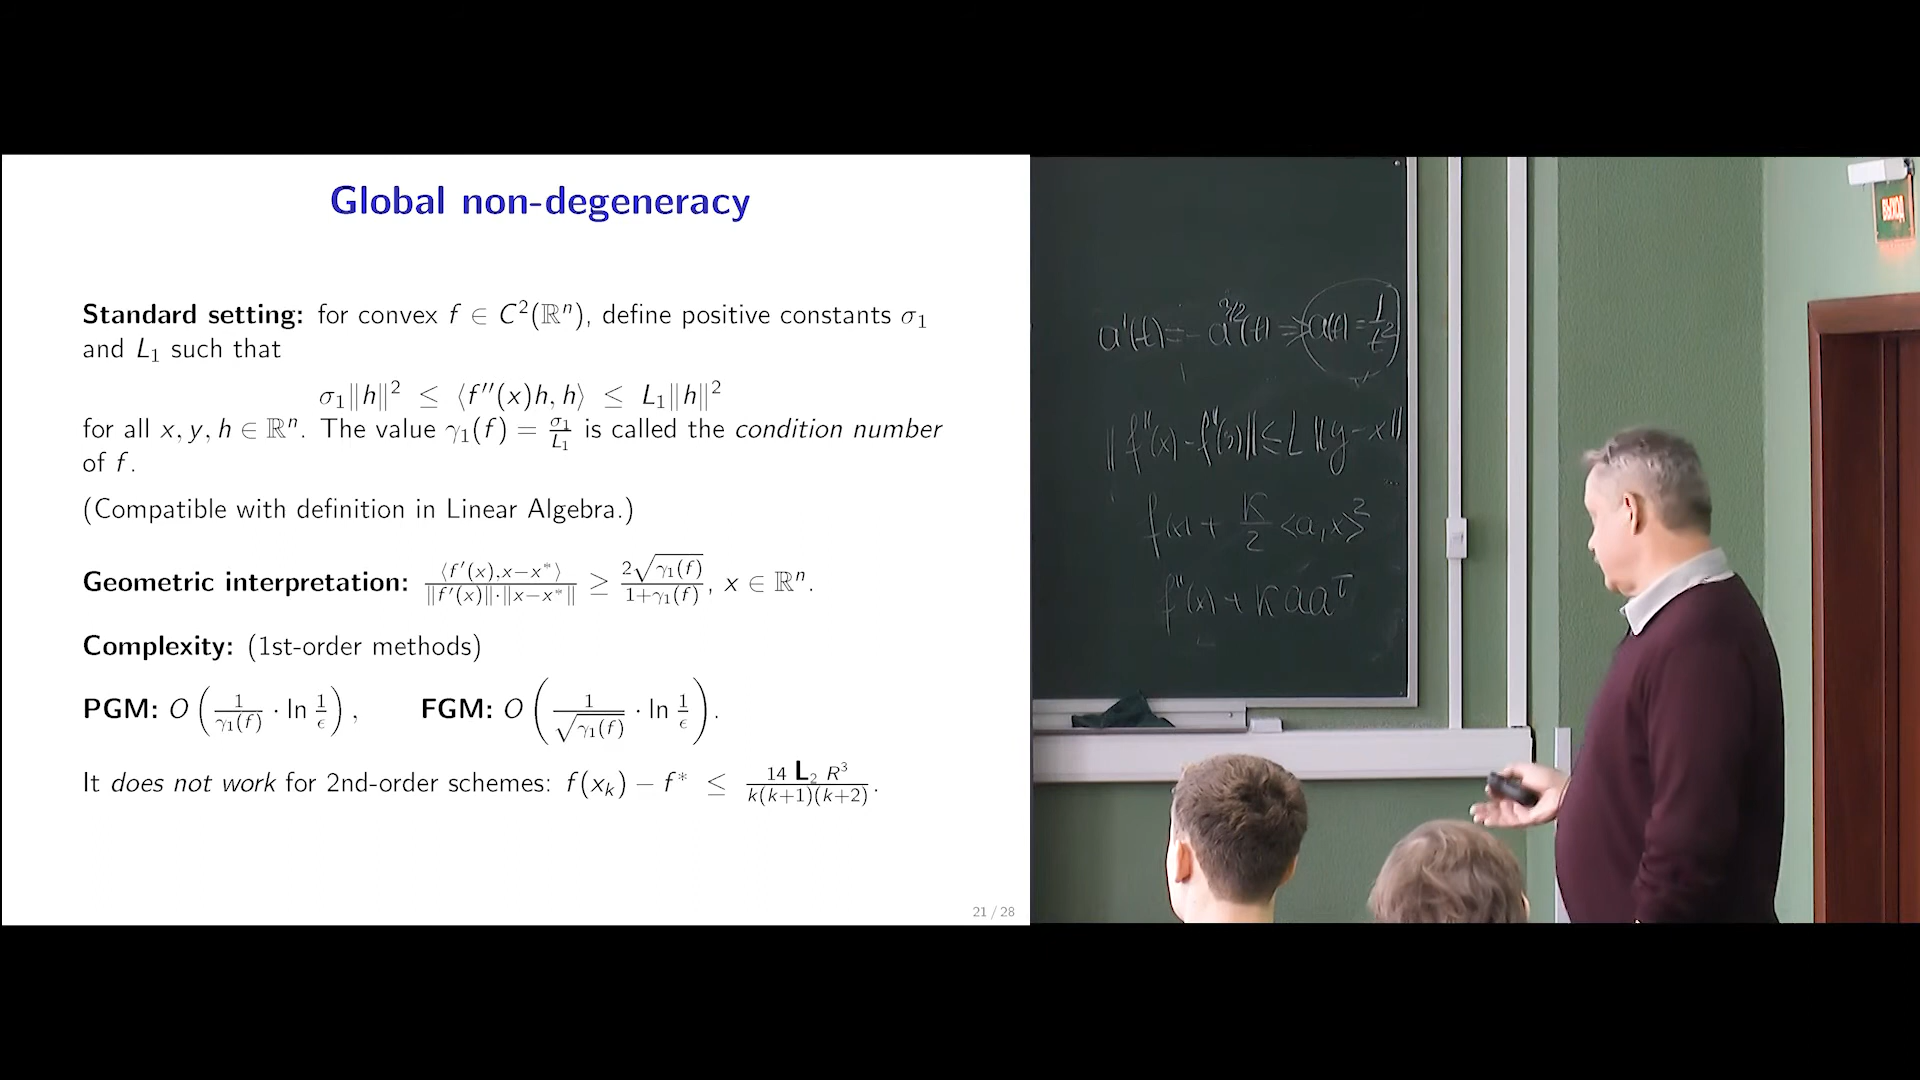 Global non-degeneracy
Standard setting: for convex f ∈ C²(ℝⁿ), define positive constants σ₁
and L₁ such that
σ₁‖h‖² ≤ ⟨f′′(x)h, h⟩ ≤ L₁‖h‖²
for all x, y, h ∈ ℝⁿ. The value γ₁(f) = σ₁/L₁ is called the condition number
of f.
(Compatible with definition in Linear Algebra.)
Geometric interpretation: ⟨f′(x),x−x*⟩/(‖f′(x)‖·‖x−x*‖) ≥ 2√γ₁(f)/(1+γ₁(f)), x ∈ ℝⁿ.
Complexity: (1st-order methods)
PGM: O(1/γ₁(f) · ln 1/ϵ), FGM: O(1/√γ₁(f) · ln 1/ϵ).
It does not work for 2nd-order schemes: f(xₖ) − f* ≤ 14 L₂ R³/(k(k+1)(k+2)).
21 / 28
a'(t) = - a^{3/2}(t) ⇒ a(t) = 1/t²
‖f''(x) - f''(y)‖ ≤ L ‖y - x‖
f(x) + K/2 <a, x>²
f''(x) + K a a^T
ВЫХОД